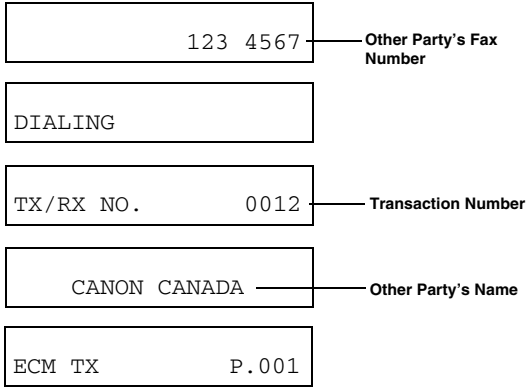 123 4567
Other Party's Fax
Number
DIALING
TX/RX NO. 0012
Transaction Number
CANON CANADA
Other Party's Name
ECM TX P.001